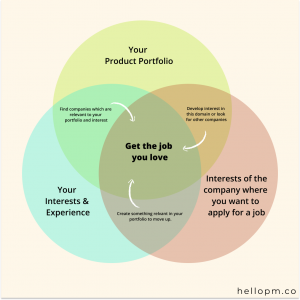 Your
Product Portfolio
Find companies which are
relevant to your
portfolio and interest
Develop interest in
this domain or look
for other companies
Get the job
you love
Your
Interests &
Experience
Interests of the
company where
you want to
apply for a job
Create something relvant in your
portfolio to move up
hellopm.co